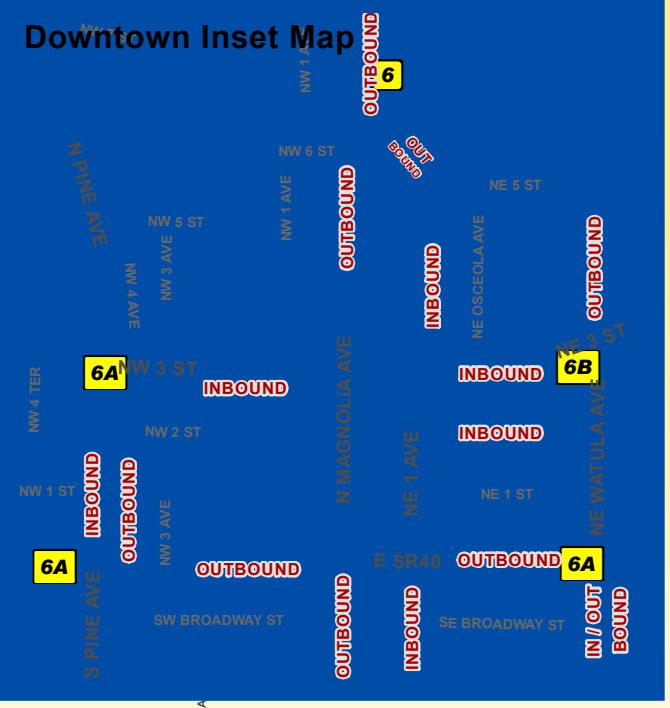 Downtown Inset Map
OUTBOUND
NW 1 AVE
6
NW 6 ST
OUT
BOUND
N PINE AVE
NW 1 AVE
OUTBOUND
NE 5 ST
NW 5 ST
NW 3 AVE
NW 4 AVE
INBOUND
NE OSCEOLA AVE
OUTBOUND
NE 3 ST
6A
NW 3 ST
INBOUND
INBOUND
6B
NW 4 TER
N MAGNOLIA AVE
NE 1 AVE
NE WATULA AVE
NW 2 ST
INBOUND
INBOUND
OUTBOUND
NW 1 ST
NW 3 AVE
NE 1 ST
6A
OUTBOUND
E SR40
OUTBOUND
6A
S PINE AVE
SW BROADWAY ST
OUTBOUND
INBOUND
SE BROADWAY ST
IN / OUT
BOUND
A